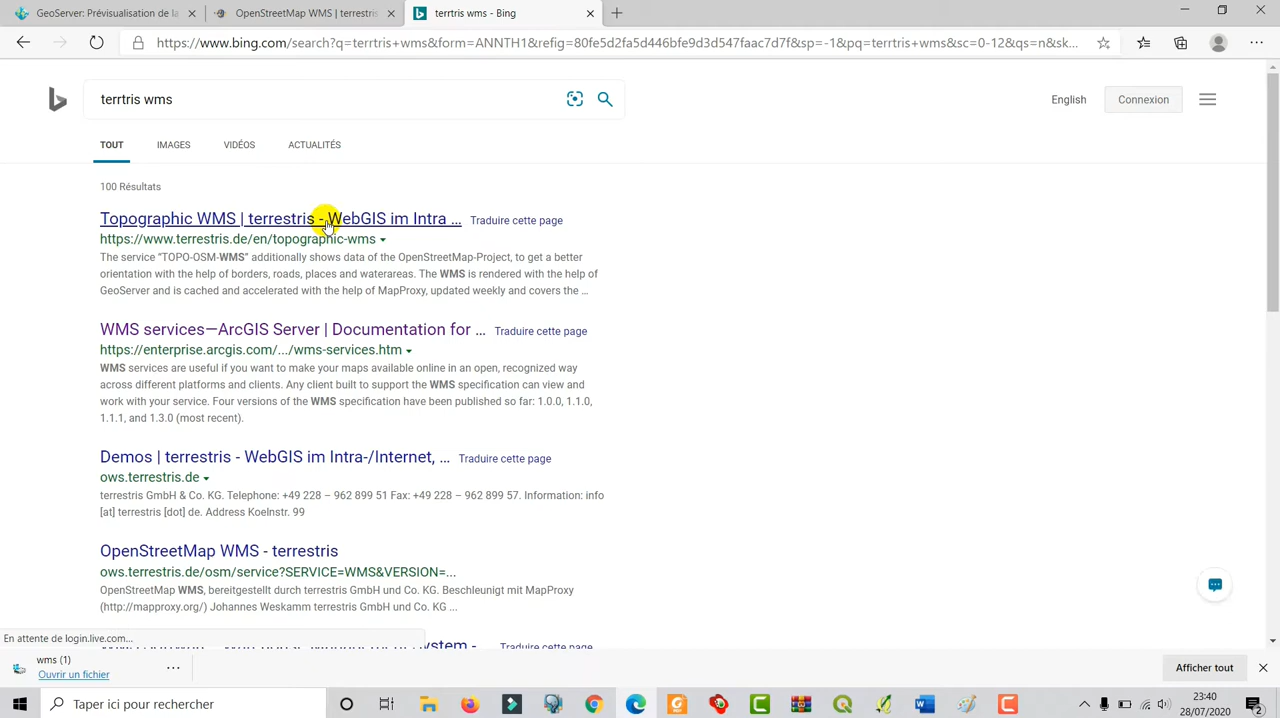 GeoServer: Prévisualisation de la
OpenStreetMap WMS | terrestris
terrtris wms - Bing
https://www.bing.com/search?q=terrtris+wms&form=ANNTH1&refig=80fe5d2fa5d446bfe9347d3d547faac7d7f&sp=-1&pq=terrtris+wms&sc=0-12&qs=n&sk...
terrtris wms
English
Connexion
TOUT IMAGES VIDÉOS ACTUALITÉS
100 Résultats
Topographic WMS | terrestris - WebGIS im Intra ... Traduire cette page
https://www.terrestris.de/en/topographic-wms
The service “TOPO-OSM-WMS” additionally shows data of the OpenStreetMap-Project, to get a better
orientation with the help of borders, roads, places and waterareas. The WMS is rendered with the help of
GeoServer and is cached and accelerated with the help of MapProxy, updated weekly and covers the ...
WMS services—ArcGIS Server | Documentation for ... Traduire cette page
https://enterprise.arcgis.com/.../wms-services.htm
WMS services are useful if you want to make your maps available online in an open, recognized way
across different platforms and clients. Any client built to support the WMS specification can view and
work with your service. Four versions of the WMS specification have been published so far: 1.0.0, 1.1.0,
1.1.1, and 1.3.0 (most recent).
Demos | terrestris - WebGIS im Intra-/Internet, ... Traduire cette page
ows.terrestris.de
terrestris GmbH & Co. KG. Telephone: +49 228 – 962 899 51 Fax: +49 228 – 962 899 57. Information: info
[at] terrestris [dot] de. Address Koelnstr. 99
OpenStreetMap WMS - terrestris
ows.terrestris.de/osm/service?SERVICE=WMS&VERSION=...
OpenStreetMap WMS, bereitgestellt durch terrestris GmbH und Co. KG. Beschleunigt mit MapProxy
(http://mapproxy.org/) Johannes Weskamm terrestris GmbH und Co. KG ...
Traduire cette page
En attente de login.live.com...
wms (1)
Ouvrir un fichier
Afficher tout
Taper ici pour rechercher
23:40
28/07/2020
2